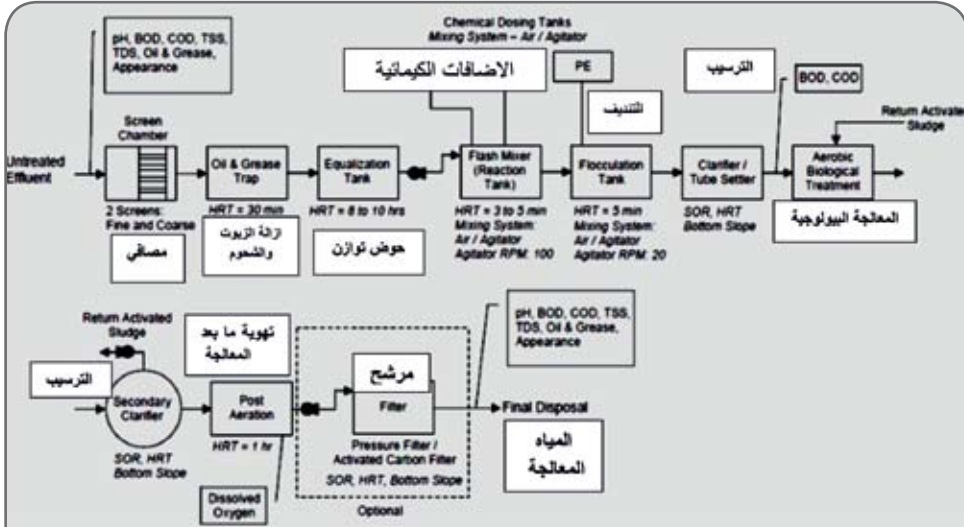 pH, BOD, COD, TSS,
TDS, Oil & Grease,
Appearance
Chemical Dosing Tanks
Mixing System – Air / Agitator
الاضافات الكيمائية
PE
التنديف
الترسيب
BOD, COD
Return Activated
Sludge
Untreated
Effluent
Screen
Chamber
2 Screens:
Fine and Coarse
مصافي
Oil & Grease
Trap
HRT = 30 min
ازالة الزيوت
والشحوم
Equalization
Tank
HRT = 8 to 10 hrs
حوض توازن
Flash Mixer
(Reaction
Tank)
HRT = 3 to 5 min
Mixing System:
Air / Agitator
Agitator RPM: 100
Flocculation
Tank
HRT = 5 min
Mixing System:
Air / Agitator
Agitator RPM: 20
Clarifier /
Tube Settler
SOR, HRT
Bottom Slope
Aerobic
Biological
Treatment
المعالجة البيولوجية
Return Activated
Sludge
الترسيب
Secondary
Clarifier
SOR, HRT
Bottom Slope
تهوية ما بعد
المعالجة
Post
Aeration
HRT = 1 hr
Dissolved
Oxygen
مرشح
Filter
Pressure Filter /
Activated Carbon Filter
SOR, HRT, Bottom Slope
Optional
pH, BOD, COD, TSS,
TDS, Oil & Grease,
Appearance
Final Disposal
المياه
المعالجة